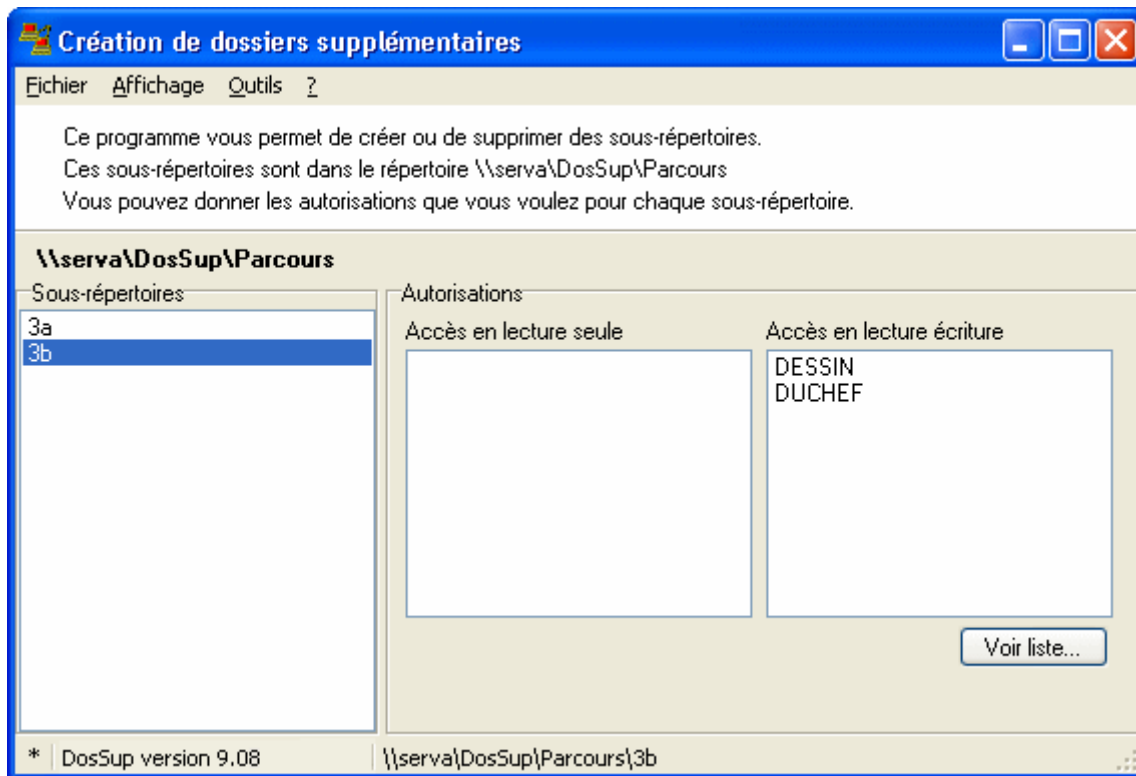 Création de dossiers supplémentaires
Fichier Affichage Outils ?
Ce programme vous permet de créer ou de supprimer des sous-répertoires.
Ces sous-répertoires sont dans le répertoire \\serva\DosSup\Parcours
Vous pouvez donner les autorisations que vous voulez pour chaque sous-répertoire.
\\serva\DosSup\Parcours
Sous-répertoires
3a
3b
Autorisations
Accès en lecture seule
Accès en lecture écriture
DESSIN
DUCHEF
Voir liste...
* DosSup version 9.08 \\serva\DosSup\Parcours\3b